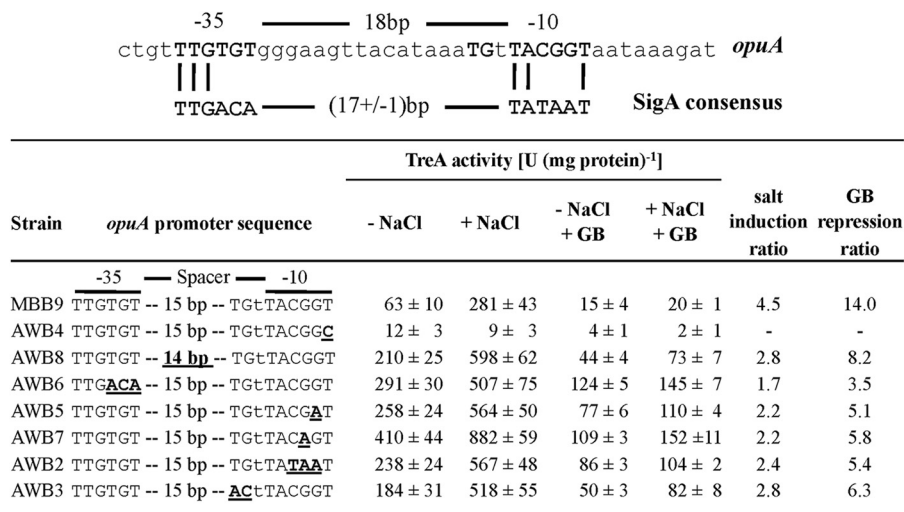 -35 18bp -10
ctgtTTGTGTgggaagttacataaaTGtTACGGTaataaagat opuA
TTGACA (17+/-1)bp TATAAT SigA consensus
TreA activity [U (mg protein)-1]
Strain opuA promoter sequence - NaCl + NaCl - NaCl + GB + NaCl + GB salt induction ratio GB repression ratio
-35 Spacer -10
MBB9 TTGTGT -- 15 bp -- TGtTACGGT 63 ± 10 281 ± 43 15 ± 4 20 ± 1 4.5 14.0
AWB4 TTGTGT -- 15 bp -- TGtTACGGC 12 ± 3 9 ± 3 4 ± 1 2 ± 1 - -
AWB8 TTGTGT -- 14 bp -- TGtTACGGT 210 ± 25 598 ± 62 44 ± 4 73 ± 7 2.8 8.2
AWB6 TTGACA -- 15 bp -- TGtTACGGT 291 ± 30 507 ± 75 124 ± 5 145 ± 7 1.7 3.5
AWB5 TTGTGT -- 15 bp -- TGtTACGAT 258 ± 24 564 ± 50 77 ± 6 110 ± 4 2.2 5.1
AWB7 TTGTGT -- 15 bp -- TGtTACAGT 410 ± 44 882 ± 59 109 ± 3 152 ±11 2.2 5.8
AWB2 TTGTGT -- 15 bp -- TGtTATAAT 238 ± 24 567 ± 48 86 ± 3 104 ± 2 2.4 5.4
AWB3 TTGTGT -- 15 bp -- ACtTACGGT 184 ± 31 518 ± 55 50 ± 3 82 ± 8 2.8 6.3